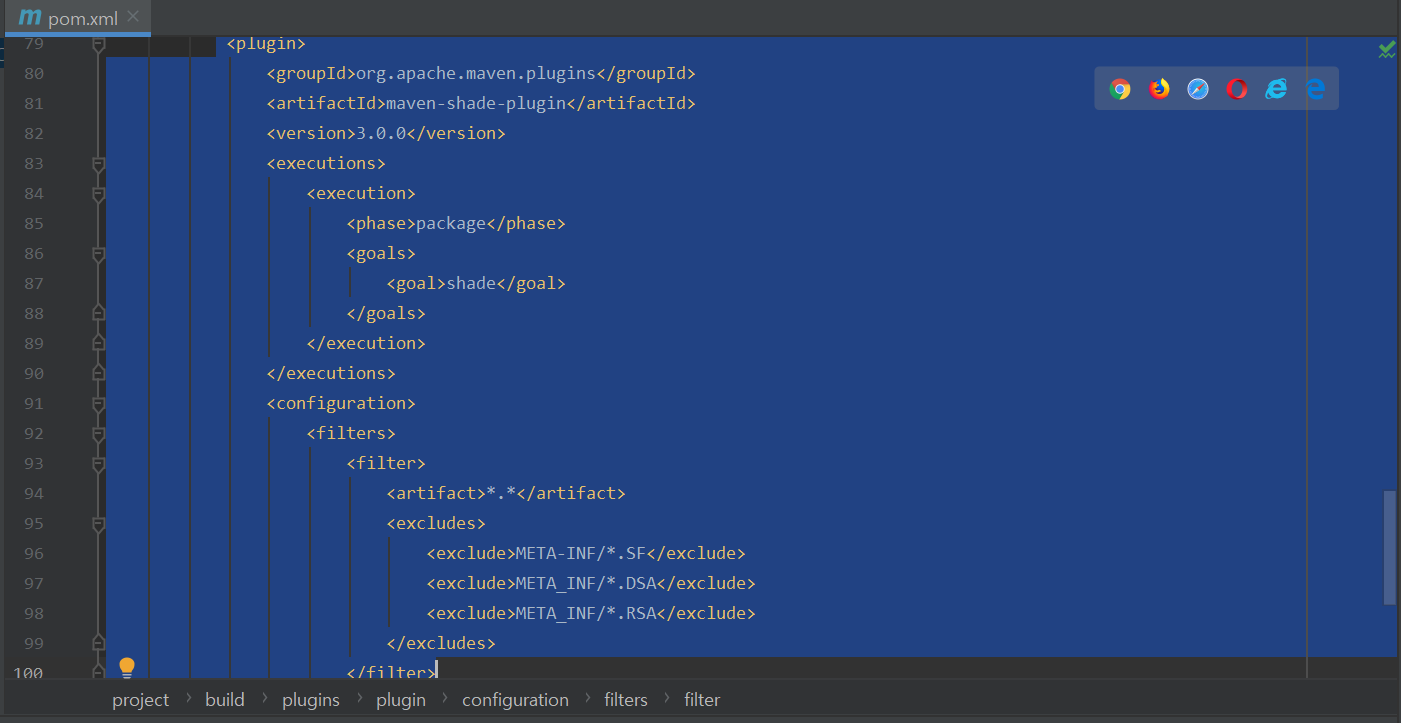 m pom.xml
79 <plugin>
80 <groupId>org.apache.maven.plugins</groupId>
81 <artifactId>maven-shade-plugin</artifactId>
82 <version>3.0.0</version>
83 <executions>
84 <execution>
85 <phase>package</phase>
86 <goals>
87 <goal>shade</goal>
88 </goals>
89 </execution>
90 </executions>
91 <configuration>
92 <filters>
93 <filter>
94 <artifact>*.*</artifact>
95 <excludes>
96 <exclude>META-INF/*.SF</exclude>
97 <exclude>META_INF/*.DSA</exclude>
98 <exclude>META_INF/*.RSA</exclude>
99 </excludes>
100 </filter>
project › build › plugins › plugin › configuration › filters › filter